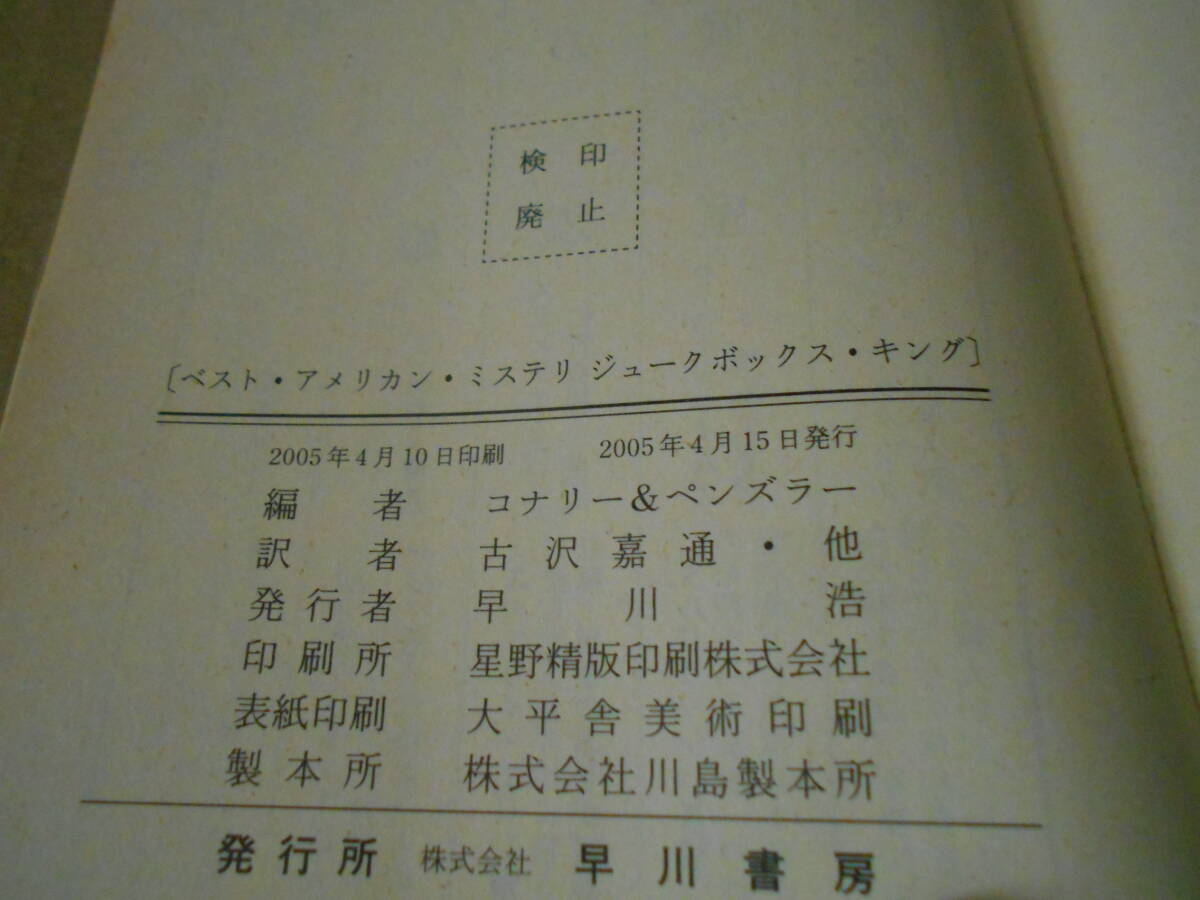 検印
廃止
〔ベスト・アメリカン・ミステリ ジュークボックス・キング〕
2005年4月10日印刷 2005年4月15日発行
編者 コナリー&ペンズラー
訳者 古沢嘉通・他
発行者 早川浩
印刷所 星野精版印刷株式会社
表紙印刷 大平舎美術印刷
製本所 株式会社川島製本所
発行所 株式会社 早川書房